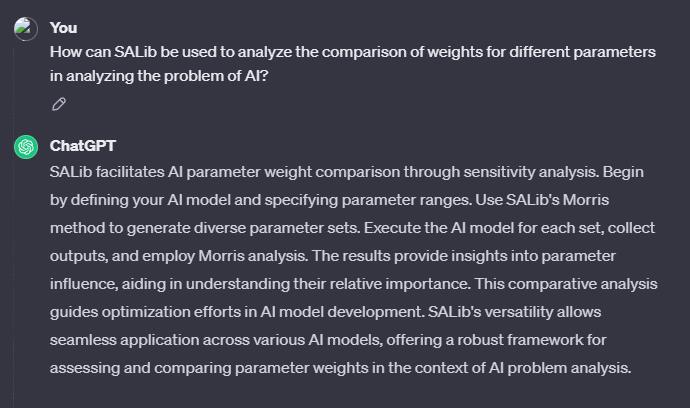 You
How can SALib be used to analyze the comparison of weights for different parameters
in analyzing the problem of AI?
ChatGPT
SALib facilitates AI parameter weight comparison through sensitivity analysis. Begin
by defining your AI model and specifying parameter ranges. Use SALib's Morris
method to generate diverse parameter sets. Execute the AI model for each set, collect
outputs, and employ Morris analysis. The results provide insights into parameter
influence, aiding in understanding their relative importance. This comparative analysis
guides optimization efforts in AI model development. SALib's versatility allows
seamless application across various AI models, offering a robust framework for
assessing and comparing parameter weights in the context of AI problem analysis.